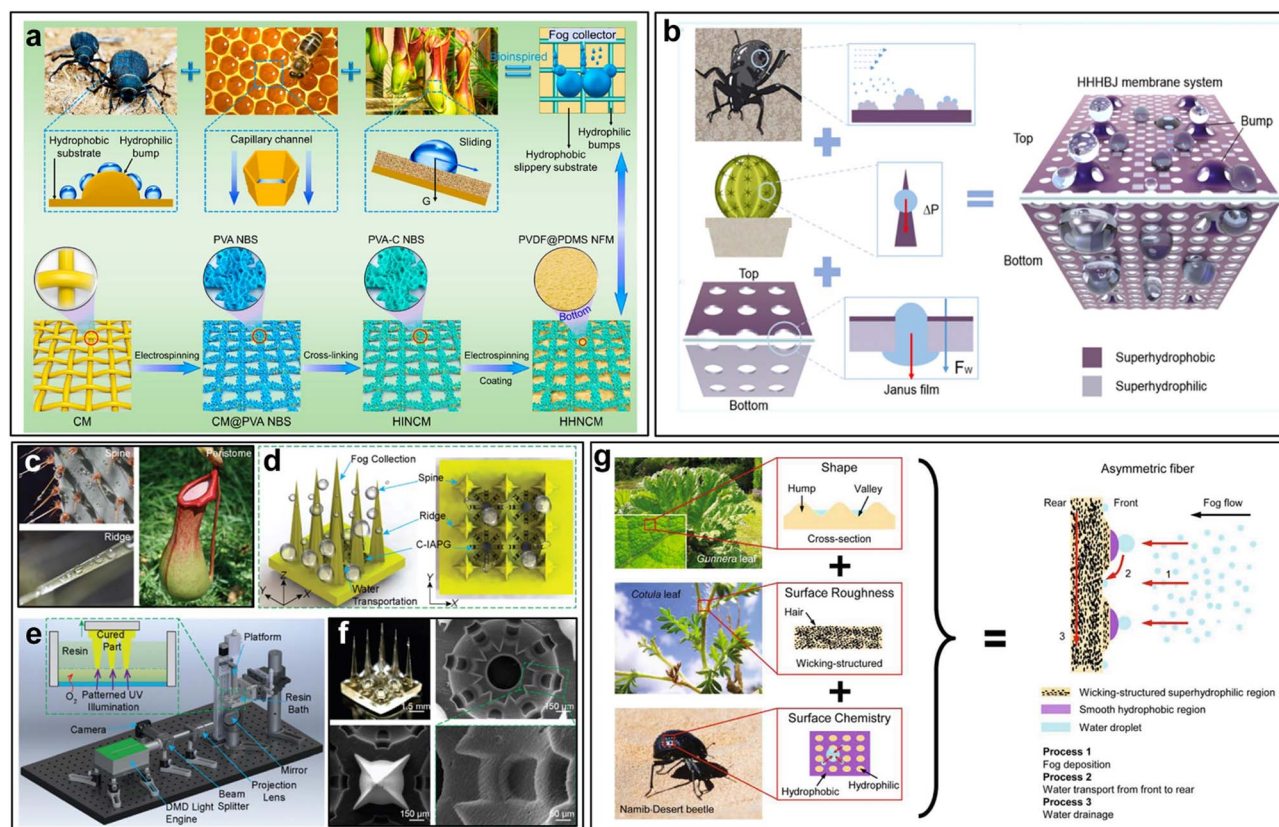 a
Fog collector
Bioinspired
Hydrophobic
substrate
Hydrophilic
bump
Capillary channel
Sliding
G
Hydrophilic
bumps
Hydrophobic
slippery substrate
PVA NBS
PVA-C NBS
PVDF@PDMS NFM
Bottom
Electrospinning
Cross-linking
Electrospinning
Coating
CM
CM@PVA NBS
HINCM
HHNCM
b
HHHBJ membrane system
Top
Bump
ΔP
Bottom
Top
Bottom
Janus film
Fw
Superhydrophobic
Superhydrophilic
c
Spine
Peristome
Ridge
d
Fog Collection
Spine
Ridge
C-IAPG
Water
Transportation
Z
Y
X
Y
X
e
Cured
Part
Resin
O2
Patterned UV
Illumination
Platform
Camera
Resin
Bath
Mirror
Projection
Lens
Beam
Splitter
DMD Light
Engine
f
1.5 mm
150 μm
150 μm
50 μm
g
Shape
Hump
Valley
Cross-section
Gunnera leaf
Cotula leaf
Surface Roughness
Hair
Wicking-structured
Surface Chemistry
Hydrophobic
Hydrophilic
Namib Desert beetle
Asymmetric fiber
Rear
Front
Fog flow
1
2
3
Wicking-structured superhydrophilic region
Smooth hydrophobic region
Water droplet
Process 1
Fog deposition
Process 2
Water transport from front to rear
Process 3
Water drainage